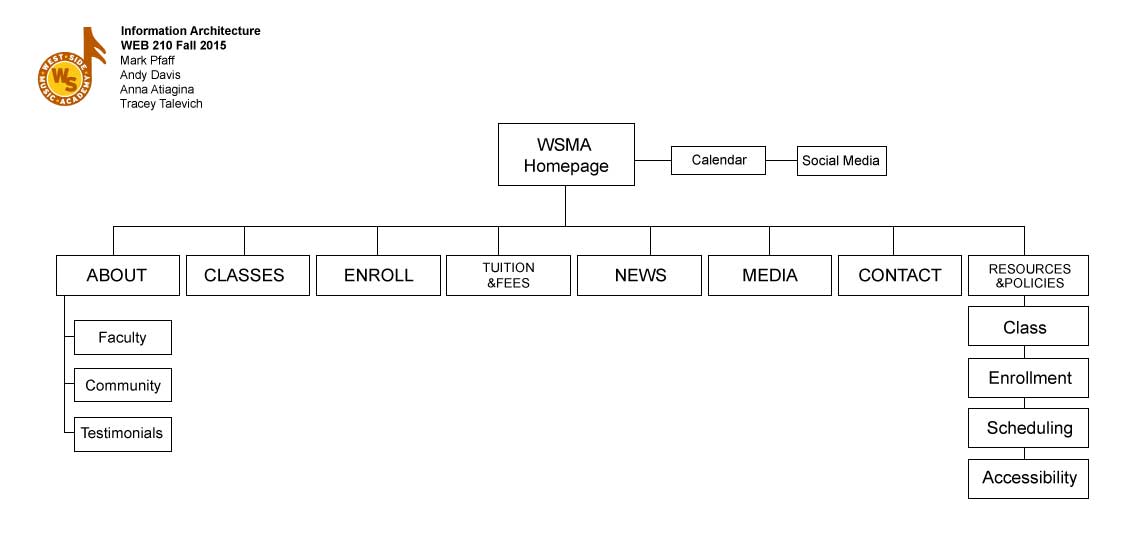 WEST·SIDE·
MUSIC·ACADEMY·
WS
Information Architecture
WEB 210 Fall 2015
Mark Pfaff
Andy Davis
Anna Atiagina
Tracey Talevich
WSMA
Homepage
Calendar
Social Media
ABOUT
CLASSES
ENROLL
TUITION
&FEES
NEWS
MEDIA
CONTACT
RESOURCES
&POLICIES
Faculty
Community
Testimonials
Class
Enrollment
Scheduling
Accessibility